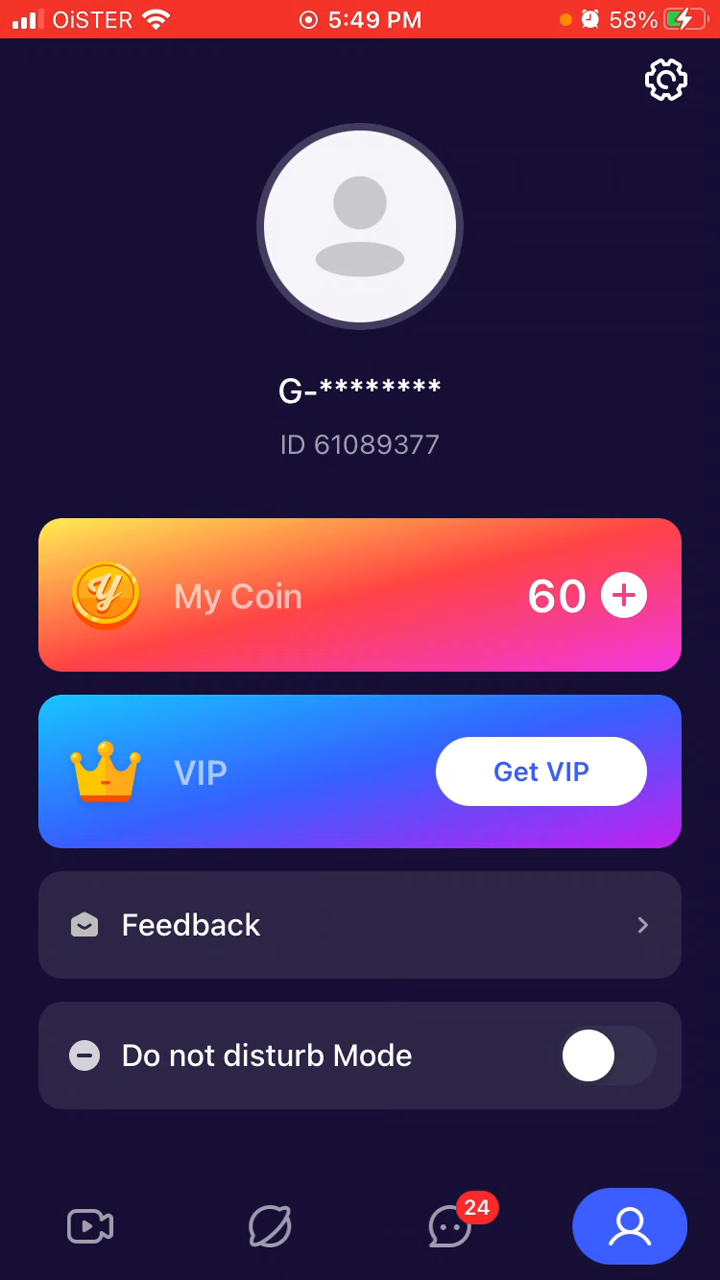 OiSTER 5:49 PM 58%
G-********
ID 61089377
My Coin 60
VIP Get VIP
Feedback
Do not disturb Mode
24